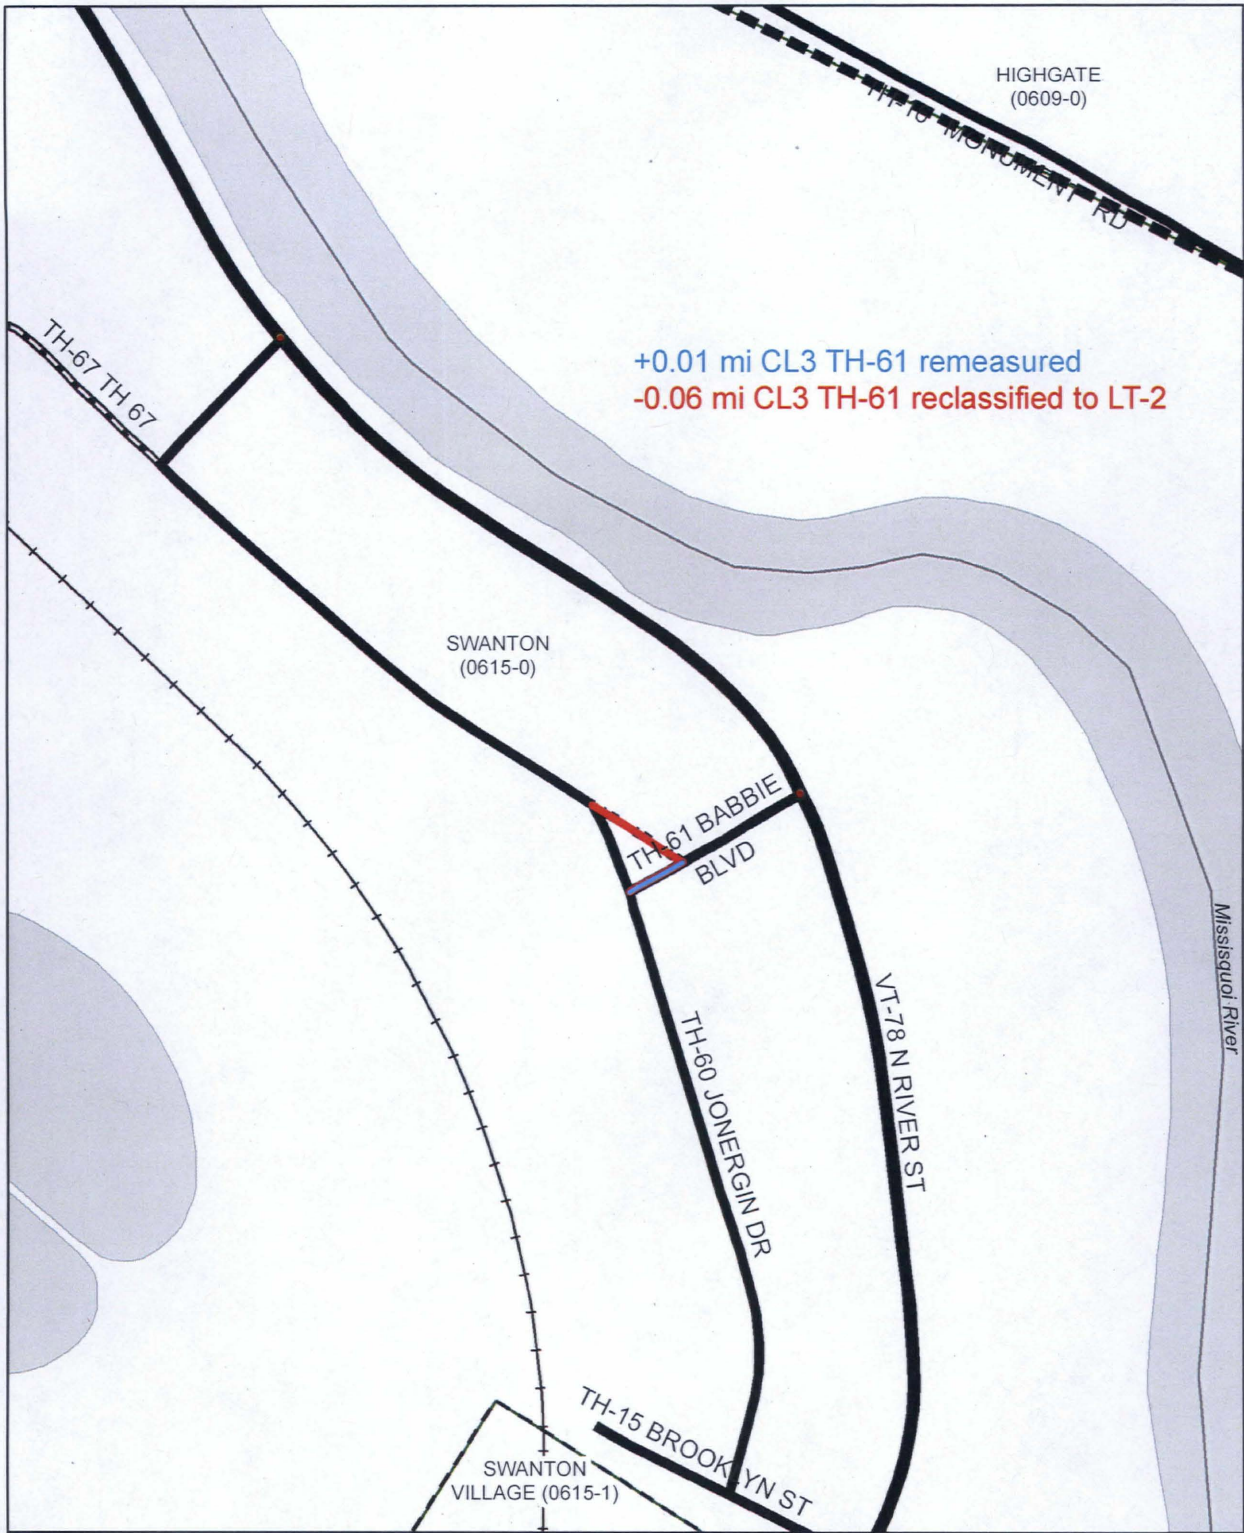 HIGHGATE
(0609-0)
TH-10 MONUMENT RD
TH-67 TH 67
+0.01 mi CL3 TH-61 remeasured
-0.06 mi CL3 TH-61 reclassified to LT-2
SWANTON
(0615-0)
TH-61 BABBIE
BLVD
Missisquoi River
VT-78 N RIVER ST
TH-60 JONERGIN DR
TH-15 BROOKLYN ST
SWANTON
VILLAGE (0615-1)